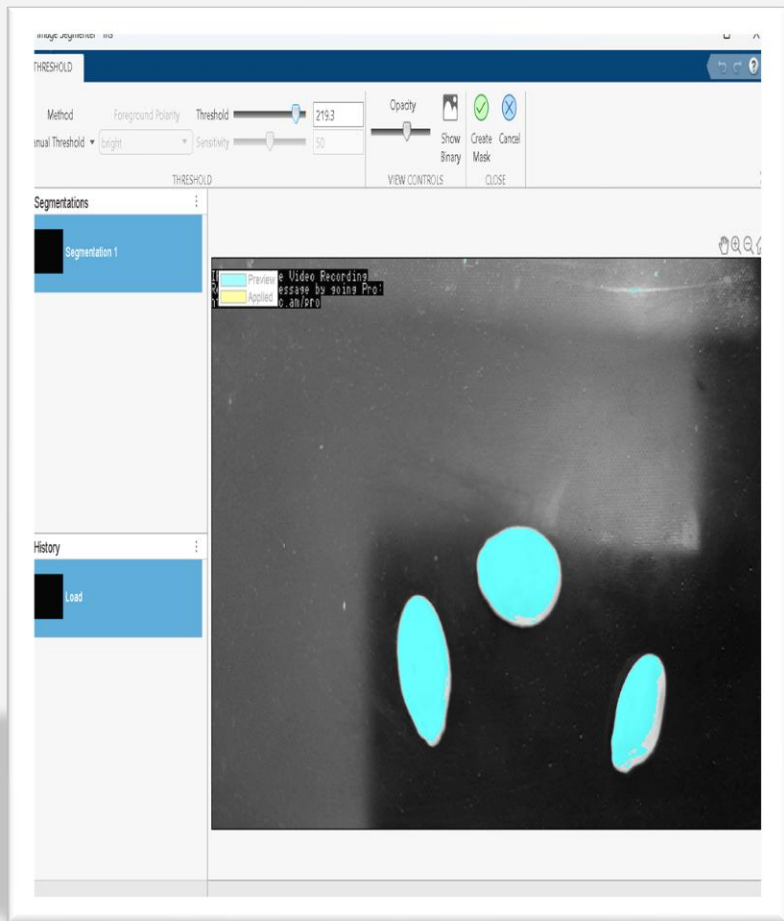 Image Segmenter
THRESHOLD
Method
Foreground Polarity
Threshold
219.3
Manual Threshold
bright
Sensitivity
50
THRESHOLD
Opacity
Show
Binary
VIEW CONTROLS
Create
Mask
Cancel
CLOSE
Segmentations
Segmentation 1
Preview
Applied
e Video Recording
essage by going Pro:
.am/pro
History
Load